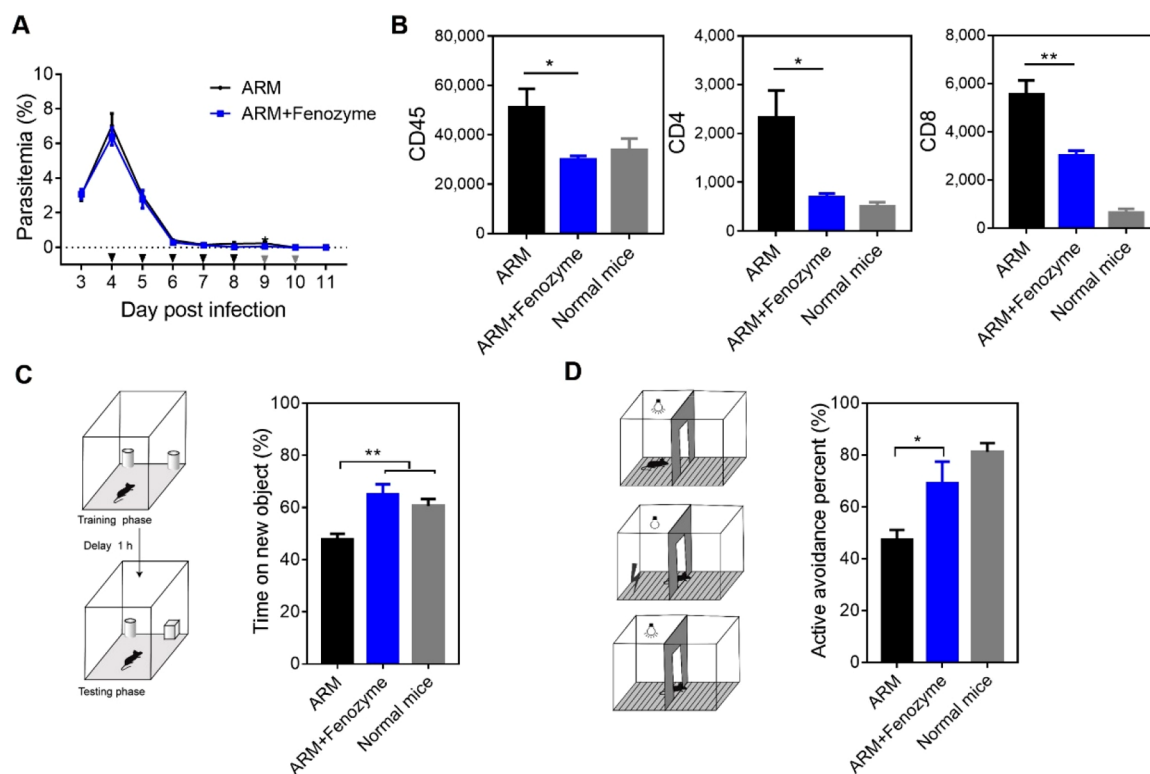 A
Parasitemia (%)
10
8
6
4
2
0
ARM
ARM+Fenozyme
*
3 4 5 6 7 8 9 10 11
Day post infection
B
CD45
80,000
60,000
40,000
20,000
0
*
ARM
ARM+Fenozyme
Normal mice
CD4
4,000
3,000
2,000
1,000
0
*
ARM
ARM+Fenozyme
Normal mice
CD8
8,000
6,000
4,000
2,000
0
**
ARM
ARM+Fenozyme
Normal mice
C
Training phase
Delay 1 h
Testing phase
Time on new object (%)
100
80
60
40
20
0
**
ARM
ARM+Fenozyme
Normal mice
D
Active avoidance percent (%)
100
80
60
40
20
0
*
ARM
ARM+Fenozyme
Normal mice